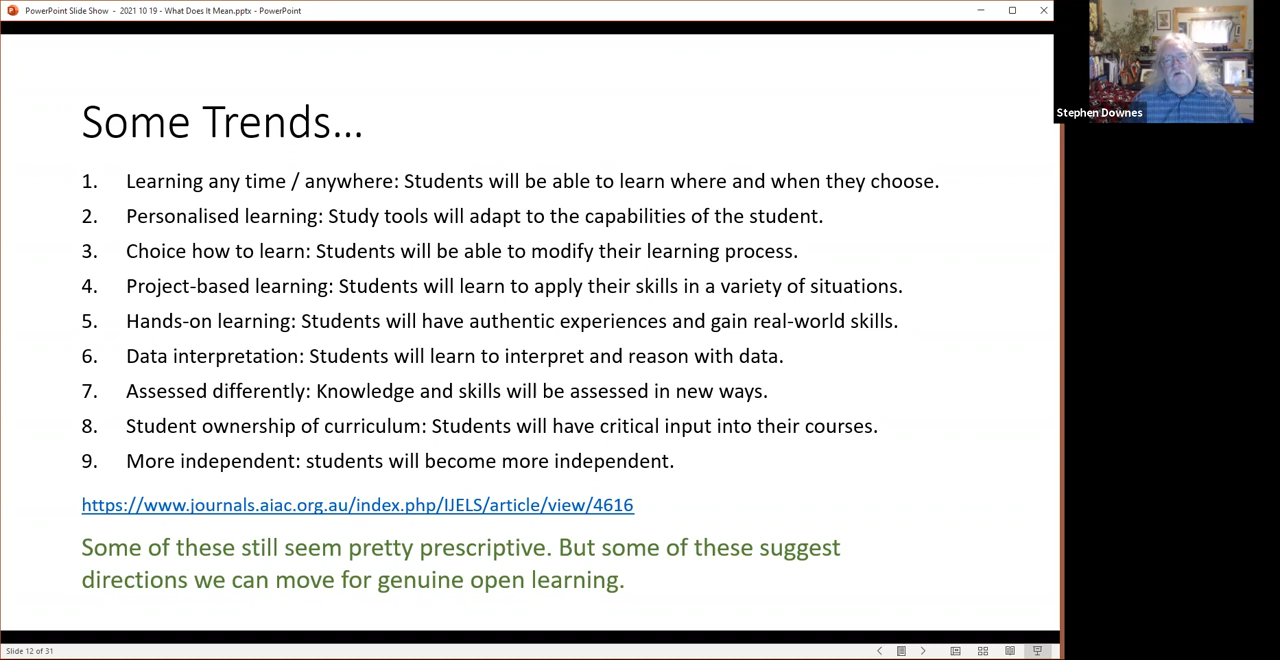 PowerPoint Slide Show - 2021 10 19 - What Does It Mean.pptx - PowerPoint
Stephen Downes
Some Trends...
1. Learning any time / anywhere: Students will be able to learn where and when they choose.
2. Personalised learning: Study tools will adapt to the capabilities of the student.
3. Choice how to learn: Students will be able to modify their learning process.
4. Project-based learning: Students will learn to apply their skills in a variety of situations.
5. Hands-on learning: Students will have authentic experiences and gain real-world skills.
6. Data interpretation: Students will learn to interpret and reason with data.
7. Assessed differently: Knowledge and skills will be assessed in new ways.
8. Student ownership of curriculum: Students will have critical input into their courses.
9. More independent: students will become more independent.
https://www.journals.aiac.org.au/index.php/IJELS/article/view/4616
Some of these still seem pretty prescriptive. But some of these suggest
directions we can move for genuine open learning.
Slide 12 of 31